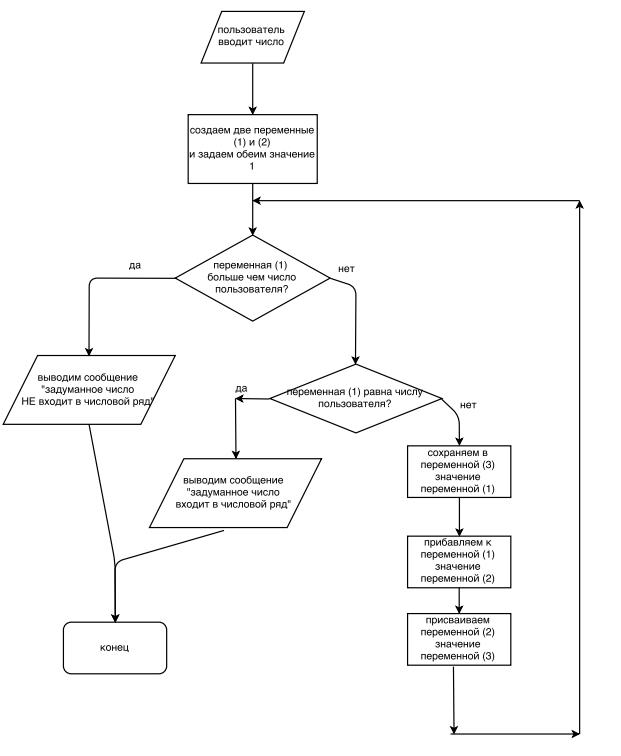 пользователь
вводит число
создаем две переменные
(1) и (2)
и задаем обеим значение
1
да
переменная (1)
больше чем число
пользователя?
нет
выводим сообщение
"задуманное число
НЕ входит в числовой ряд"
да
переменная (1) равна числу
пользователя?
нет
выводим сообщение
"задуманное число
входит в числовой ряд"
сохраняем в
переменной (3)
значение
переменной (1)
прибавляем к
переменной (1)
значение
переменной (2)
присваиваем
переменной (2)
значение
переменной (3)
конец